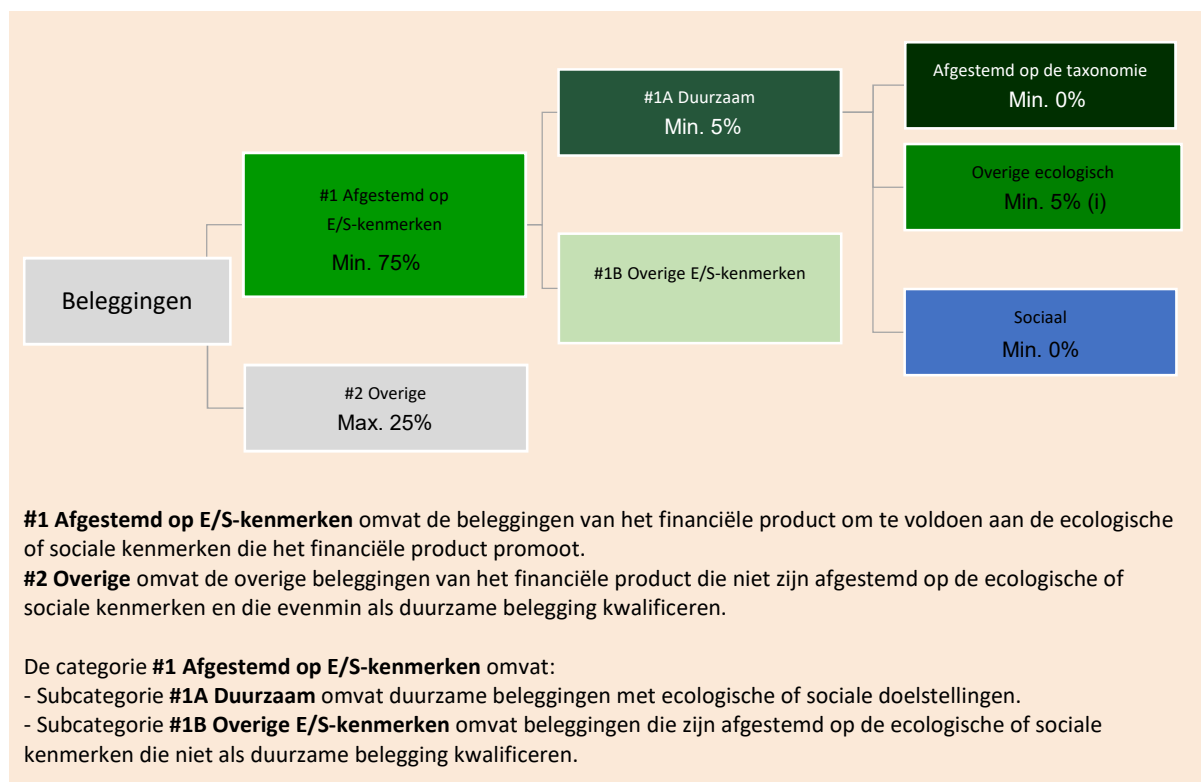 Beleggingen
#1 Afgestemd op
E/S-kenmerken
Min. 75%
#2 Overige
Max. 25%
#1A Duurzaam
Min. 5%
#1B Overige E/S-kenmerken
Afgestemd op de taxonomie
Min. 0%
Overige ecologisch
Min. 5% (i)
Sociaal
Min. 0%
#1 Afgestemd op E/S-kenmerken omvat de beleggingen van het financiële product om te voldoen aan de ecologische
of sociale kenmerken die het financiële product promoot.
#2 Overige omvat de overige beleggingen van het financiële product die niet zijn afgestemd op de ecologische of
sociale kenmerken en die evenmin als duurzame belegging kwalificeren.
De categorie #1 Afgestemd op E/S-kenmerken omvat:
- Subcategorie #1A Duurzaam omvat duurzame beleggingen met ecologische of sociale doelstellingen.
- Subcategorie #1B Overige E/S-kenmerken omvat beleggingen die zijn afgestemd op de ecologische of sociale
kenmerken die niet als duurzame belegging kwalificeren.